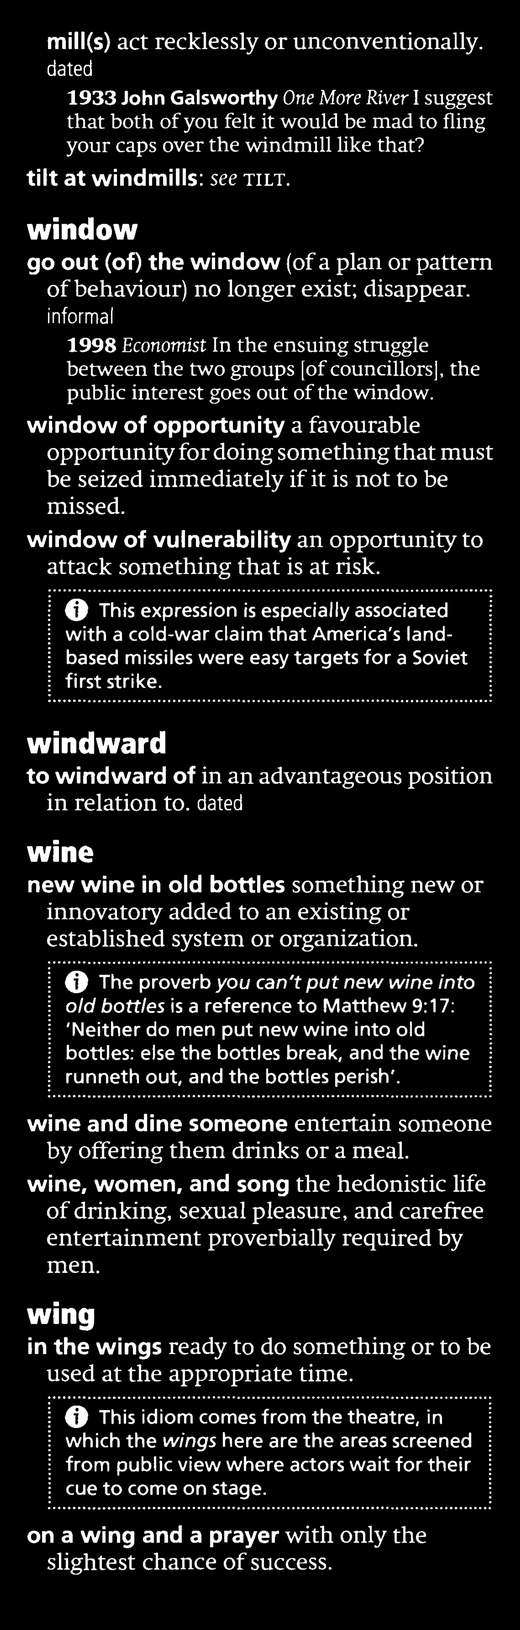 mill(s) act recklessly or unconventionally.
dated
1933 John Galsworthy One More River I suggest
that both of you felt it would be mad to fling
your caps over the windmill like that?
tilt at windmills: see TILT.
window
go out (of) the window (of a plan or pattern
of behaviour) no longer exist; disappear.
informal
1998 Economist In the ensuing struggle
between the two groups [of councillors], the
public interest goes out of the window.
window of opportunity a favourable
opportunity for doing something that must
be seized immediately if it is not to be
missed.
window of vulnerability an opportunity to
attack something that is at risk.
This expression is especially associated
with a cold-war claim that America's land-
based missiles were easy targets for a Soviet
first strike.
windward
to windward of in an advantageous position
in relation to. dated
wine
new wine in old bottles something new or
innovatory added to an existing or
established system or organization.
The proverb you can't put new wine into
old bottles is a reference to Matthew 9:17:
'Neither do men put new wine into old
bottles: else the bottles break, and the wine
runneth out, and the bottles perish'.
wine and dine someone entertain someone
by offering them drinks or a meal.
wine, women, and song the hedonistic life
of drinking, sexual pleasure, and carefree
entertainment proverbially required by
men.
wing
in the wings ready to do something or to be
used at the appropriate time.
This idiom comes from the theatre, in
which the wings here are the areas screened
from public view where actors wait for their
cue to come on stage.
on a wing and a prayer with only the
slightest chance of success.